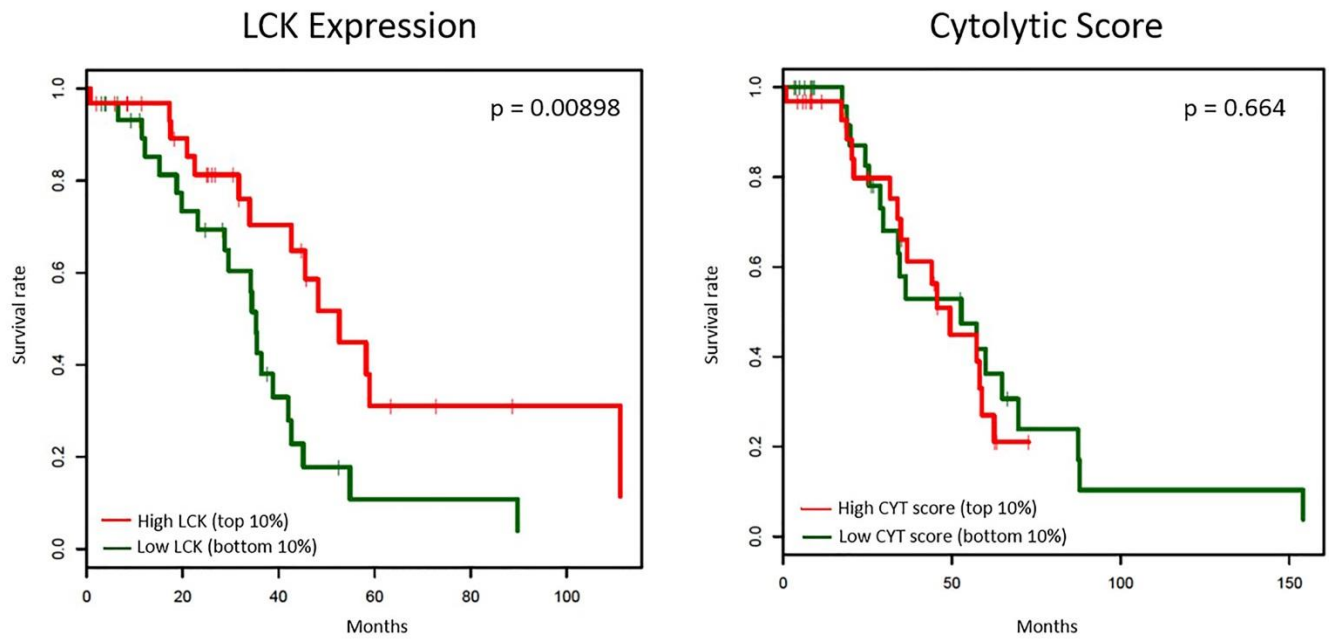 LCK Expression
p = 0.00898
Survival rate
1.0
0.8
0.6
0.4
0.2
0.0
High LCK (top 10%)
Low LCK (bottom 10%)
0 20 40 60 80 100
Months
Cytolytic Score
p = 0.664
Survival rate
1.0
0.8
0.6
0.4
0.2
0.0
High CYT score (top 10%)
Low CYT score (bottom 10%)
0 50 100 150
Months